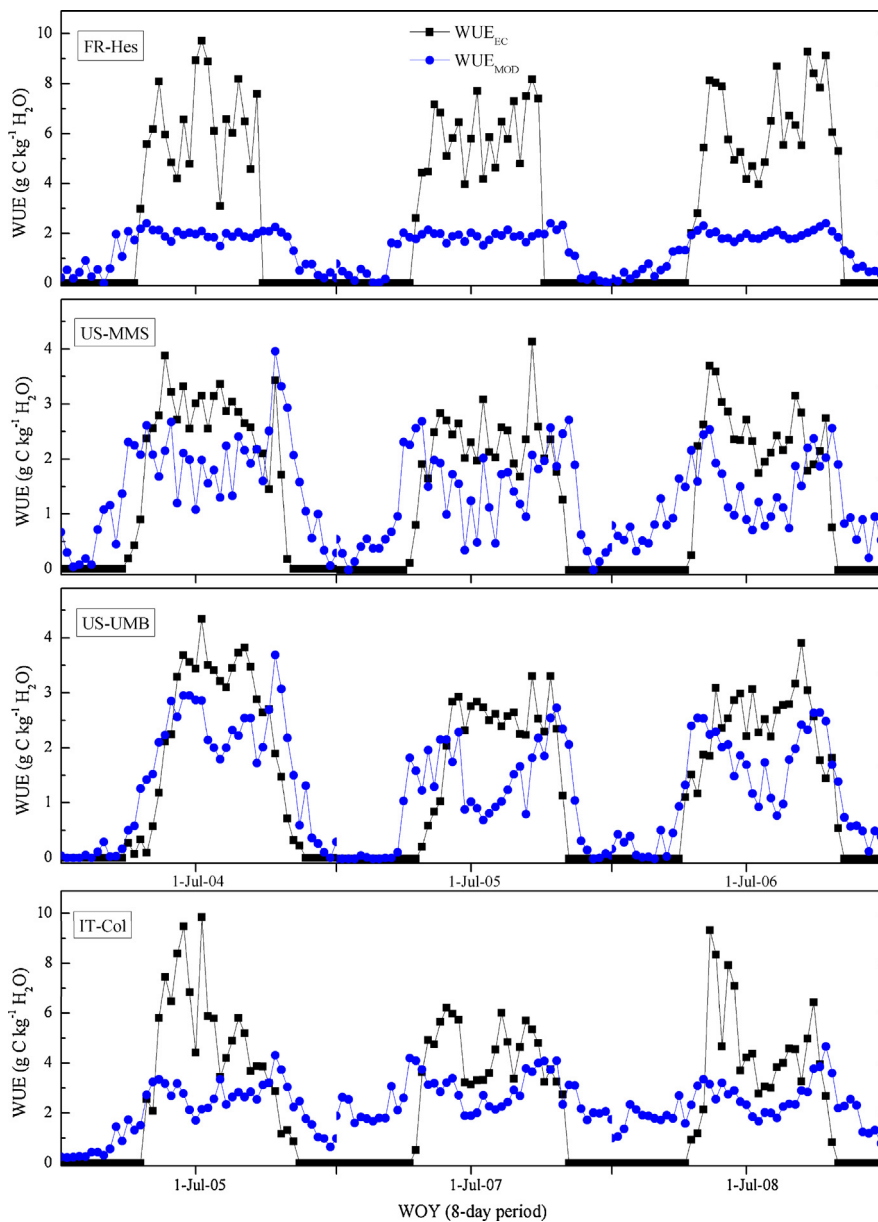 FR-Hes
WUE_EC
WUE_MOD
WUE (g C kg⁻¹ H₂O)
10
8
6
4
2
0
US-MMS
WUE (g C kg⁻¹ H₂O)
4
3
2
1
0
US-UMB
WUE (g C kg⁻¹ H₂O)
4
3
2
1
0
1-Jul-04 1-Jul-05 1-Jul-06
IT-Col
WUE (g C kg⁻¹ H₂O)
10
8
6
4
2
0
1-Jul-05 1-Jul-07 1-Jul-08
WOY (8-day period)